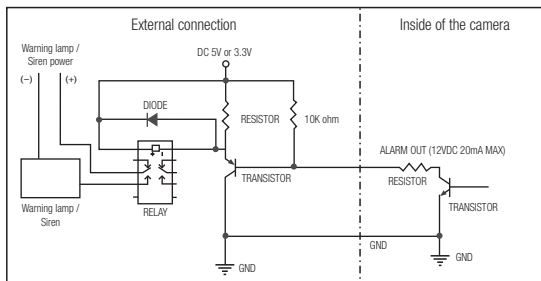 External connection
Inside of the camera
Warning lamp /
Siren power
(−)
(+)
DC 5V or 3.3V
DIODE
RESISTOR
10K ohm
ALARM OUT (12VDC 20mA MAX)
RESISTOR
TRANSISTOR
TRANSISTOR
Warning lamp /
Siren
RELAY
GND
GND
GND